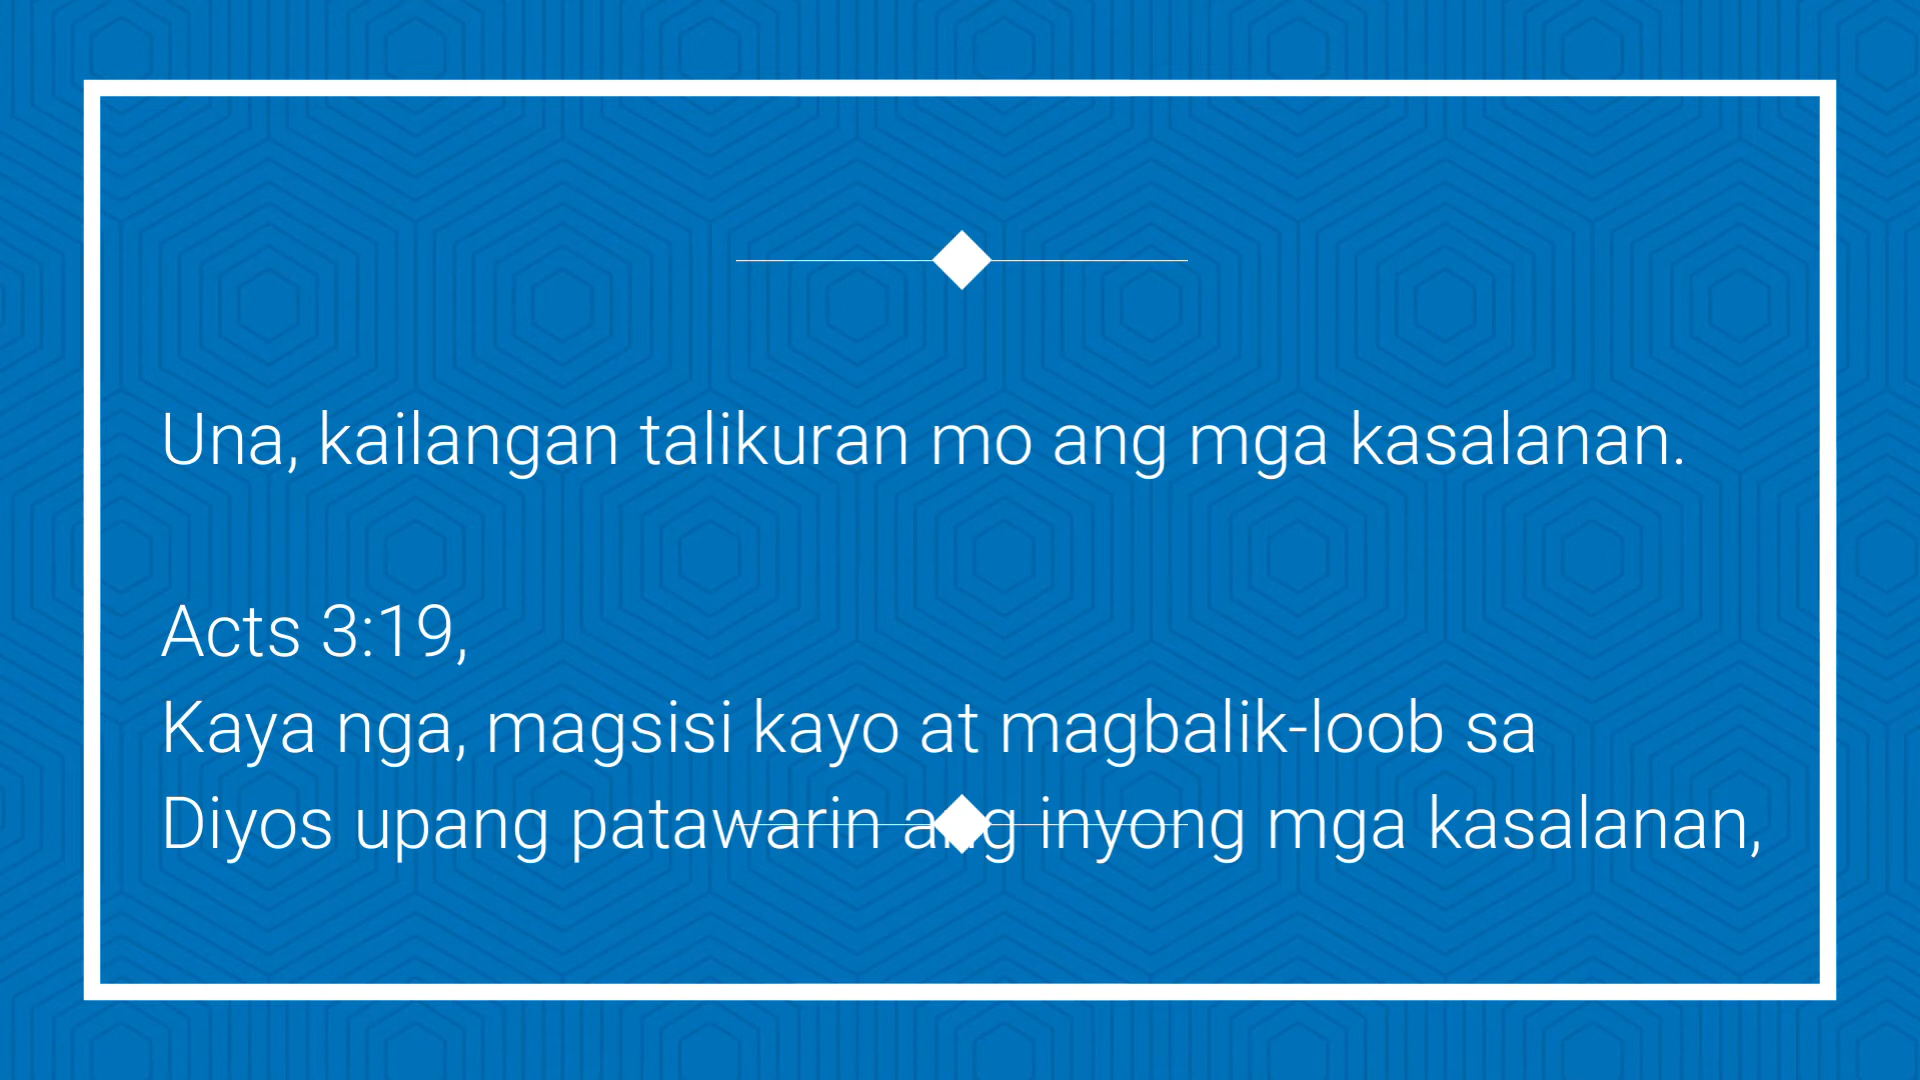 Una, kailangan talikuran mo ang mga kasalanan.
Acts 3:19,
Kaya nga, magsisi kayo at magbalik-loob sa
Diyos upang patawarin ang inyong mga kasalanan,